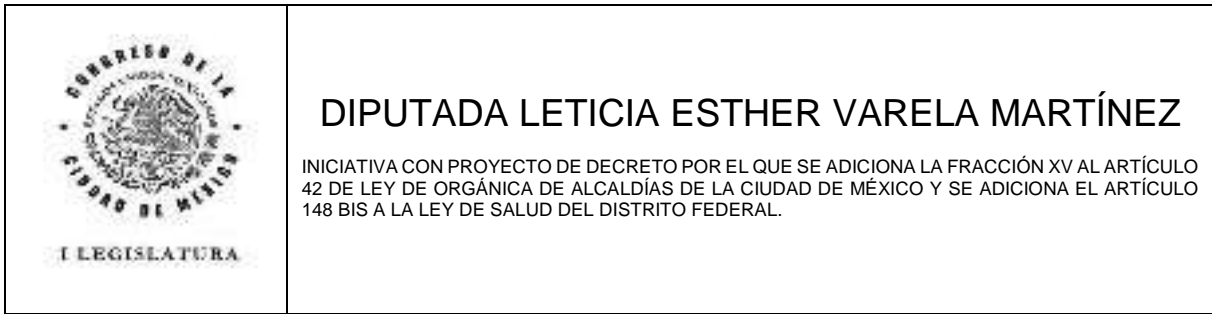 CONGRESO DE LA
CIUDAD DE MÉXICO
I LEGISLATURA
DIPUTADA LETICIA ESTHER VARELA MARTÍNEZ
INICIATIVA CON PROYECTO DE DECRETO POR EL QUE SE ADICIONA LA FRACCIÓN XV AL ARTÍCULO
42 DE LEY DE ORGÁNICA DE ALCALDÍAS DE LA CIUDAD DE MÉXICO Y SE ADICIONA EL ARTÍCULO
148 BIS A LA LEY DE SALUD DEL DISTRITO FEDERAL.